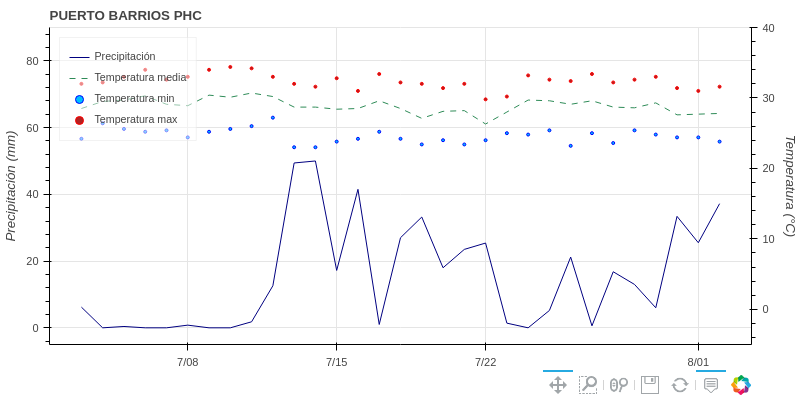 PUERTO BARRIOS PHC
Precipitación
Temperatura media
Temperatura min
Temperatura max
80
60
40
20
0
Precipitación (mm)
40
30
20
10
0
Temperatura (°C)
7/08
7/15
7/22
8/01